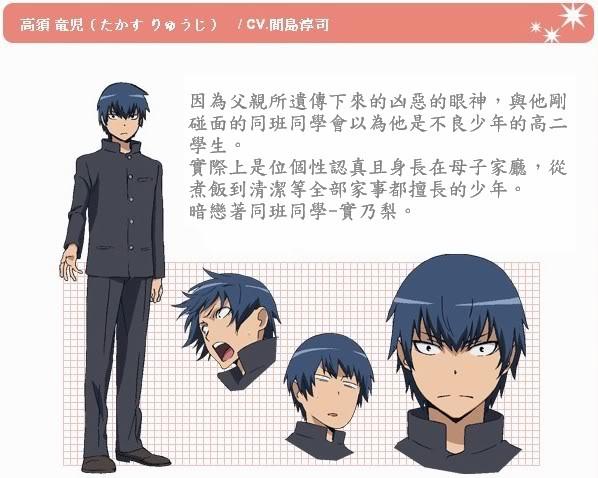 高須 竜児（たかす りゅうじ） / CV.間島淳司
因為父親所遺傳下來的凶惡的眼神，與他剛
碰面的同班同學會以為他是不良少年的高二
學生。
實際上是位個性認真且身長在母子家廳，從
煮飯到清潔等全部家事都擅長的少年。
暗戀著同班同學-實乃梨。